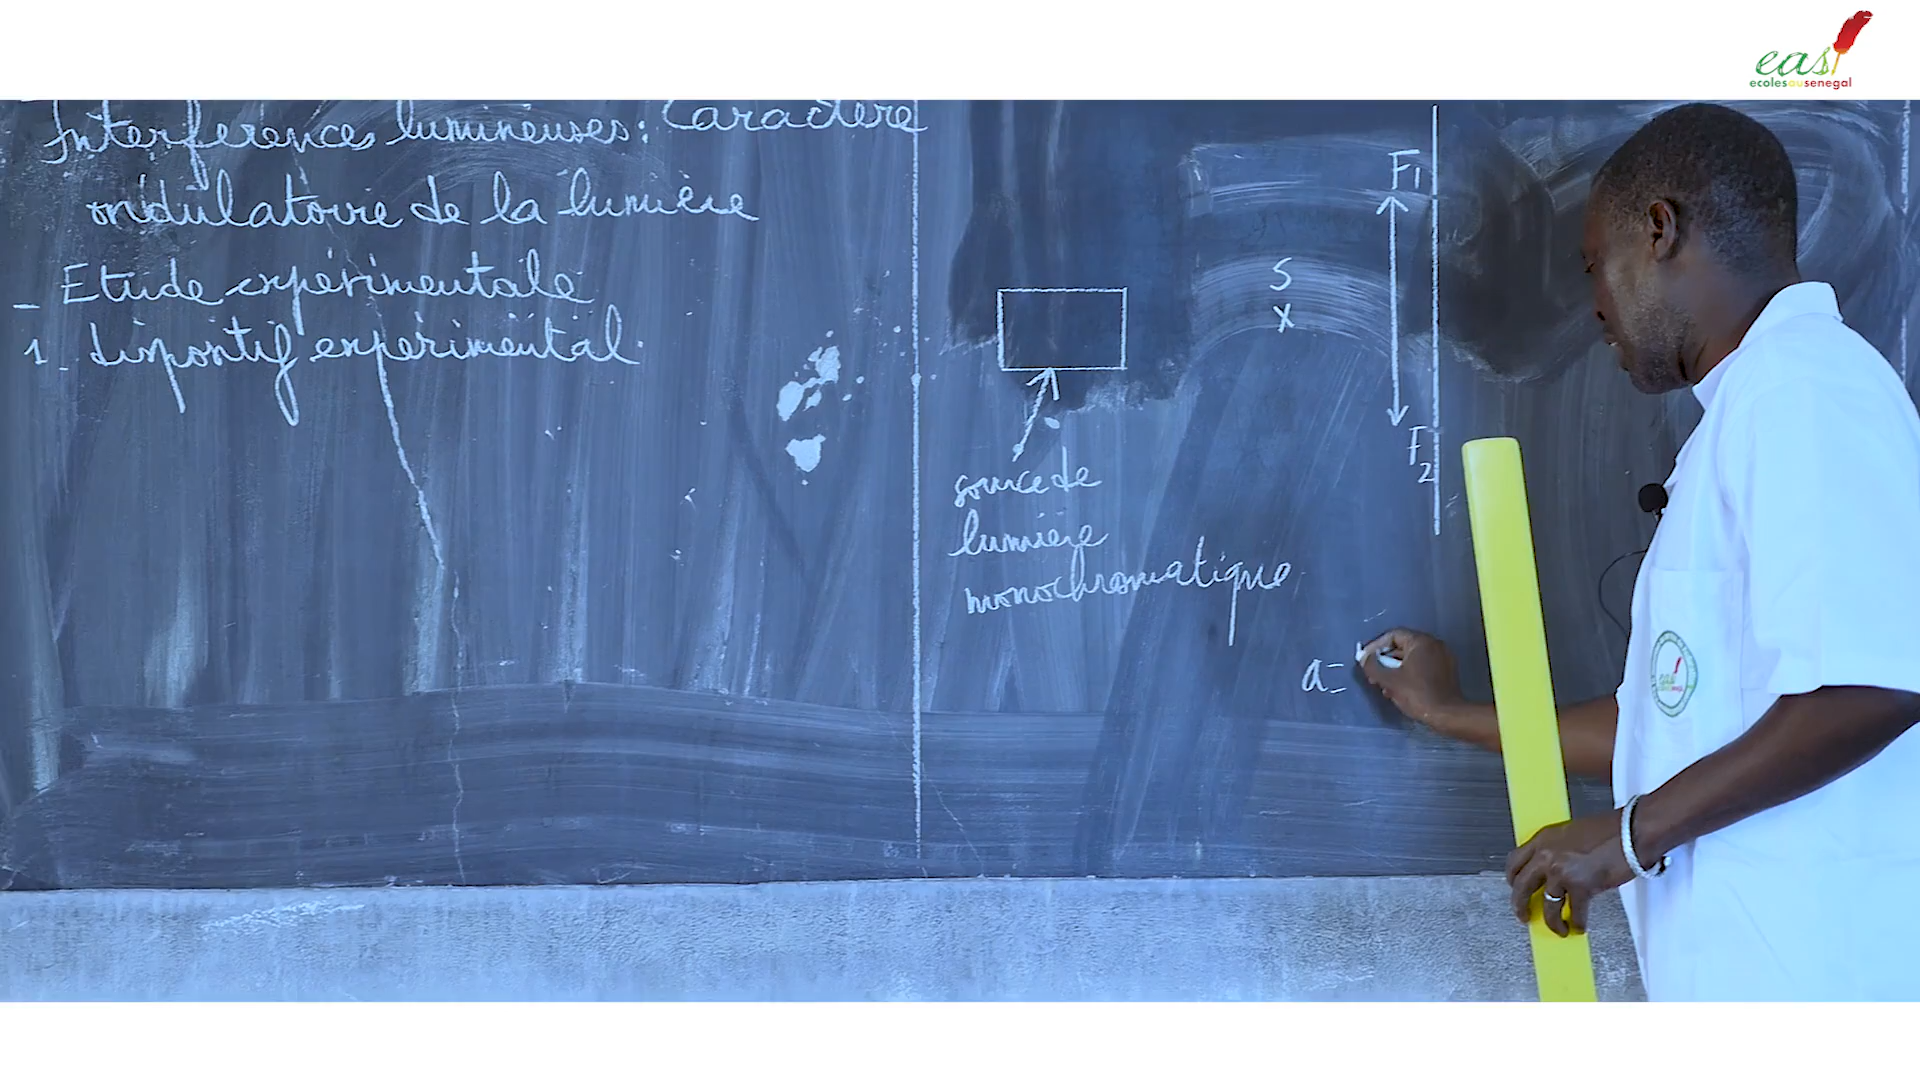 eas
ecolesausenegal
Interferences lumineuses: Caractère
ondulatoire de la lumière
- Etude expérimentale
1. dispositif expérimental.
F1
S
x
F2
source de
lumière
monochromatique
a=